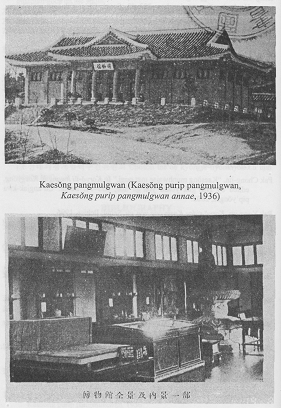 Kaesŏng pangmulgwan (Kaesŏng purip pangmulgwan,
Kaesŏng purip pangmulgwan annae, 1936)
博物館全景及內景一部